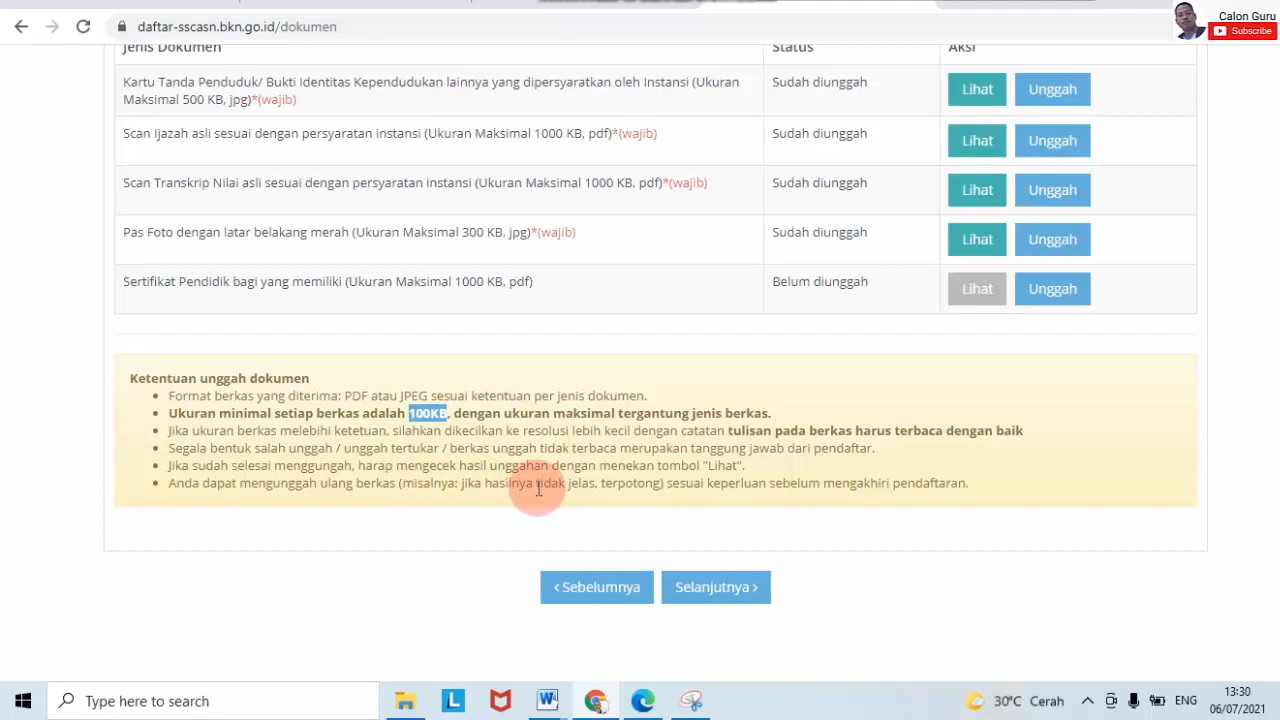 Calon Guru
Subscribe
daftar-sscasn.bkn.go.id/dokumen
Jenis Dokumen Status Aksi
Kartu Tanda Penduduk/ Bukti Identitas Kependudukan lainnya yang dipersyaratkan oleh Instansi (Ukuran Sudah diunggah Lihat Unggah
Maksimal 500 KB, jpg)*(wajib)
Scan Ijazah asli sesuai dengan persyaratan instansi (Ukuran Maksimal 1000 KB, pdf)*(wajib) Sudah diunggah Lihat Unggah
Scan Transkrip Nilai asli sesuai dengan persyaratan instansi (Ukuran Maksimal 1000 KB, pdf)*(wajib) Sudah diunggah Lihat Unggah
Pas Foto dengan latar belakang merah (Ukuran Maksimal 300 KB, jpg)*(wajib) Sudah diunggah Lihat Unggah
Sertifikat Pendidik bagi yang memiliki (Ukuran Maksimal 1000 KB, pdf) Belum diunggah Lihat Unggah
Ketentuan unggah dokumen
• Format berkas yang diterima: PDF atau JPEG sesuai ketentuan per jenis dokumen.
• Ukuran minimal setiap berkas adalah 100KB, dengan ukuran maksimal tergantung jenis berkas.
• Jika ukuran berkas melebihi ketetuan, silahkan dikecilkan ke resolusi lebih kecil dengan catatan tulisan pada berkas harus terbaca dengan baik
• Segala bentuk salah unggah / unggah tertukar / berkas unggah tidak terbaca merupakan tanggung jawab dari pendaftar.
• Jika sudah selesai menggungah, harap mengecek hasil unggahan dengan menekan tombol "Lihat".
• Anda dapat mengunggah ulang berkas (misalnya: jika hasilnya tidak jelas, terpotong) sesuai keperluan sebelum mengakhiri pendaftaran.
‹ Sebelumnya Selanjutnya ›
Type here to search 30°C Cerah ENG 13:30
06/07/2021